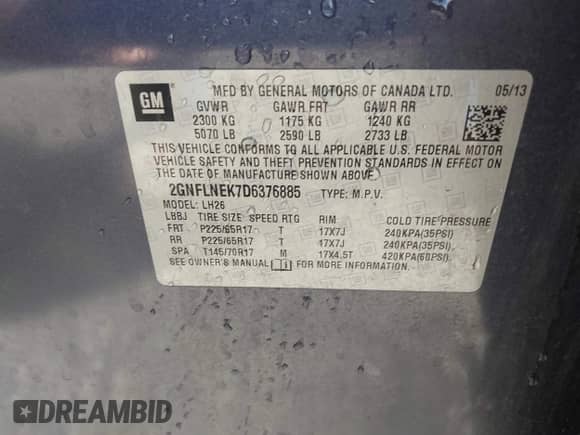 GM
MFD BY GENERAL MOTORS OF CANADA LTD. 05/13
GVWR GAWR FRT GAWR RR
2300 KG 1175 KG 1240 KG
5070 LB 2590 LB 2733 LB
THIS VEHICLE CONFORMS TO ALL APPLICABLE U.S. FEDERAL MOTOR
VEHICLE SAFETY AND THEFT PREVENTION STANDARDS IN EFFECT ON
THE DATE OF MANUFACTURE SHOWN ABOVE.
2GNFLNEK7D6376885 TYPE: M.P.V.
MODEL: LH26
LBBJ TIRE SIZE SPEED RTG RIM COLD TIRE PRESSURE
FRT P225/65R17 T 17X7J 240KPA(35PSI)
RR P225/65R17 T 17X7J 240KPA(35PSI)
SPA T145/70R17 M 17X4.5T 420KPA(60PSI)
SEE OWNER'S MANUAL FOR MORE INFORMATION.
DREAMBID